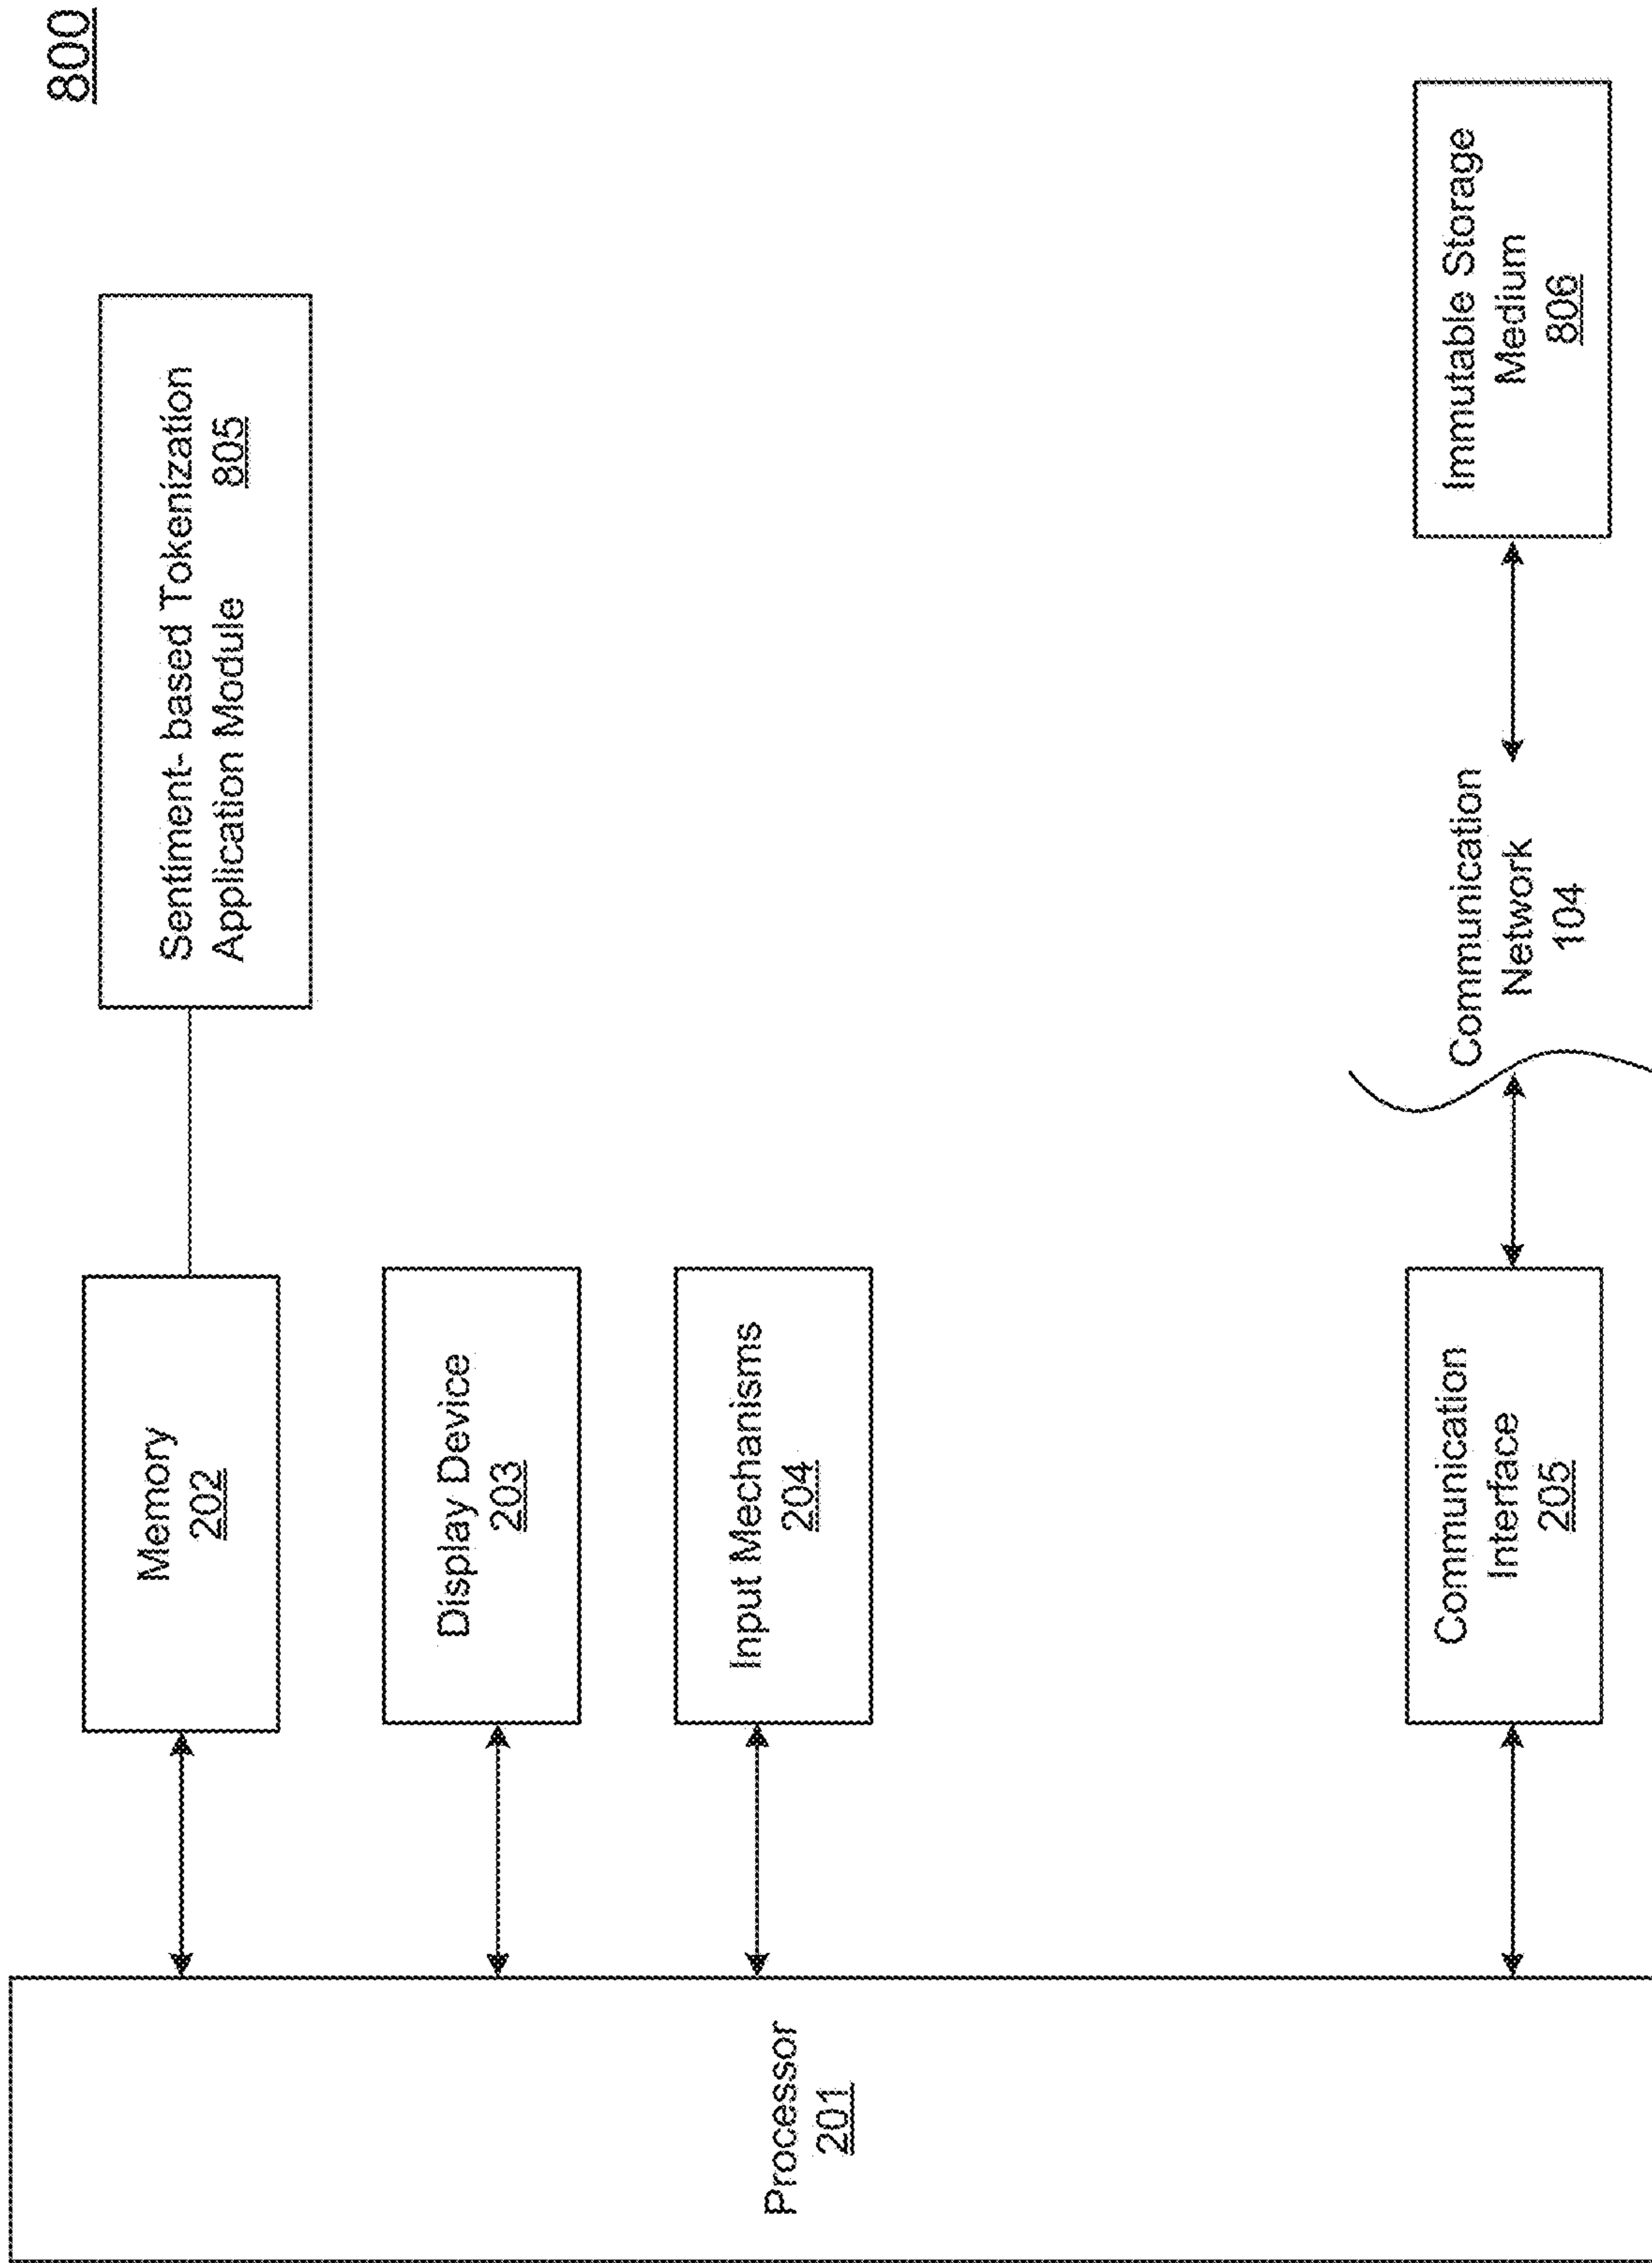 800
Processor
201
Memory
202
Sentiment- based Tokenization
Application Module 805
Display Device
203
Input Mechanisms
204
Communication
Interface
205
Communication
Network
104
Immutable Storage
Medium
806